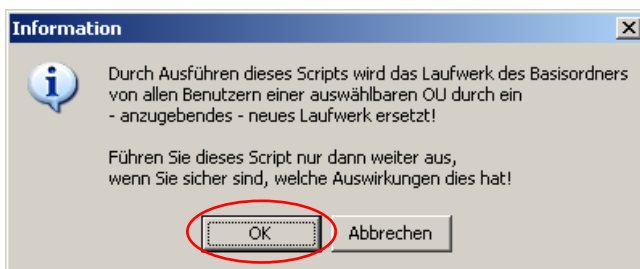 Information
Durch Ausführen dieses Scripts wird das Laufwerk des Basisordners
von allen Benutzern einer auswählbaren OU durch ein
- anzugebendes - neues Laufwerk ersetzt!
Führen Sie dieses Script nur dann weiter aus,
wenn Sie sicher sind, welche Auswirkungen dies hat!
OK
Abbrechen